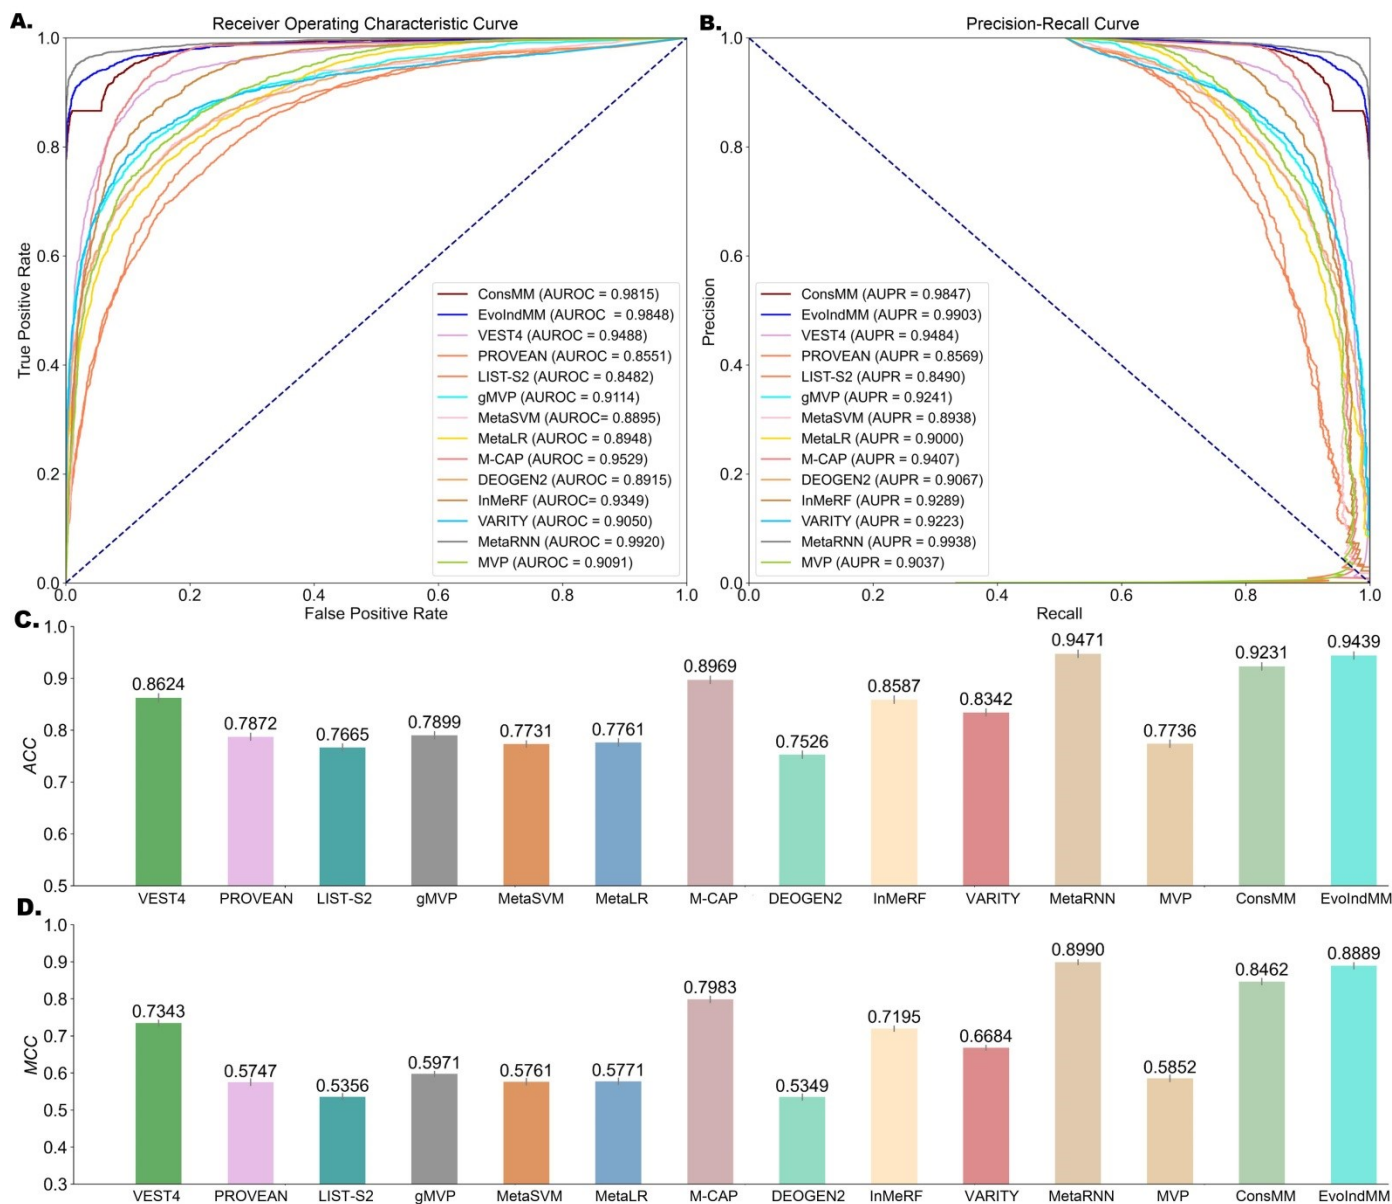 A.
Receiver Operating Characteristic Curve
1.0
0.8
0.6
0.4
0.2
0.0
True Positive Rate
ConsMM (AUROC = 0.9815)
EvoIndMM (AUROC = 0.9848)
VEST4 (AUROC = 0.9488)
PROVEAN (AUROC = 0.8551)
LIST-S2 (AUROC = 0.8482)
gMVP (AUROC = 0.9114)
MetaSVM (AUROC= 0.8895)
MetaLR (AUROC = 0.8948)
M-CAP (AUROC = 0.9529)
DEOGEN2 (AUROC = 0.8915)
InMeRF (AUROC= 0.9349)
VARITY (AUROC = 0.9050)
MetaRNN (AUROC = 0.9920)
MVP (AUROC = 0.9091)
0.0 0.2 0.4 0.6 0.8 1.0
False Positive Rate
B.
Precision-Recall Curve
1.0
0.8
0.6
0.4
0.2
0.0
Precision
ConsMM (AUPR = 0.9847)
EvoIndMM (AUPR = 0.9903)
VEST4 (AUPR = 0.9484)
PROVEAN (AUPR = 0.8569)
LIST-S2 (AUPR = 0.8490)
gMVP (AUPR = 0.9241)
MetaSVM (AUPR = 0.8938)
MetaLR (AUPR = 0.9000)
M-CAP (AUPR = 0.9407)
DEOGEN2 (AUPR = 0.9067)
InMeRF (AUPR = 0.9289)
VARITY (AUPR = 0.9223)
MetaRNN (AUPR = 0.9938)
MVP (AUPR = 0.9037)
0.0 0.2 0.4 0.6 0.8 1.0
Recall
C.
1.0
0.9
0.8
0.7
0.6
0.5
ACC
0.8624 0.7872 0.7665 0.7899 0.7731 0.7761 0.8969 0.7526 0.8587 0.8342 0.9471 0.7736 0.9231 0.9439
VEST4 PROVEAN LIST-S2 gMVP MetaSVM MetaLR M-CAP DEOGEN2 InMeRF VARITY MetaRNN MVP ConsMM EvoIndMM
D.
1.0
0.9
0.8
0.7
0.6
0.5
0.4
0.3
MCC
0.7343 0.5747 0.5356 0.5971 0.5761 0.5771 0.7983 0.5349 0.7195 0.6684 0.8990 0.5852 0.8462 0.8889
VEST4 PROVEAN LIST-S2 gMVP MetaSVM MetaLR M-CAP DEOGEN2 InMeRF VARITY MetaRNN MVP ConsMM EvoIndMM